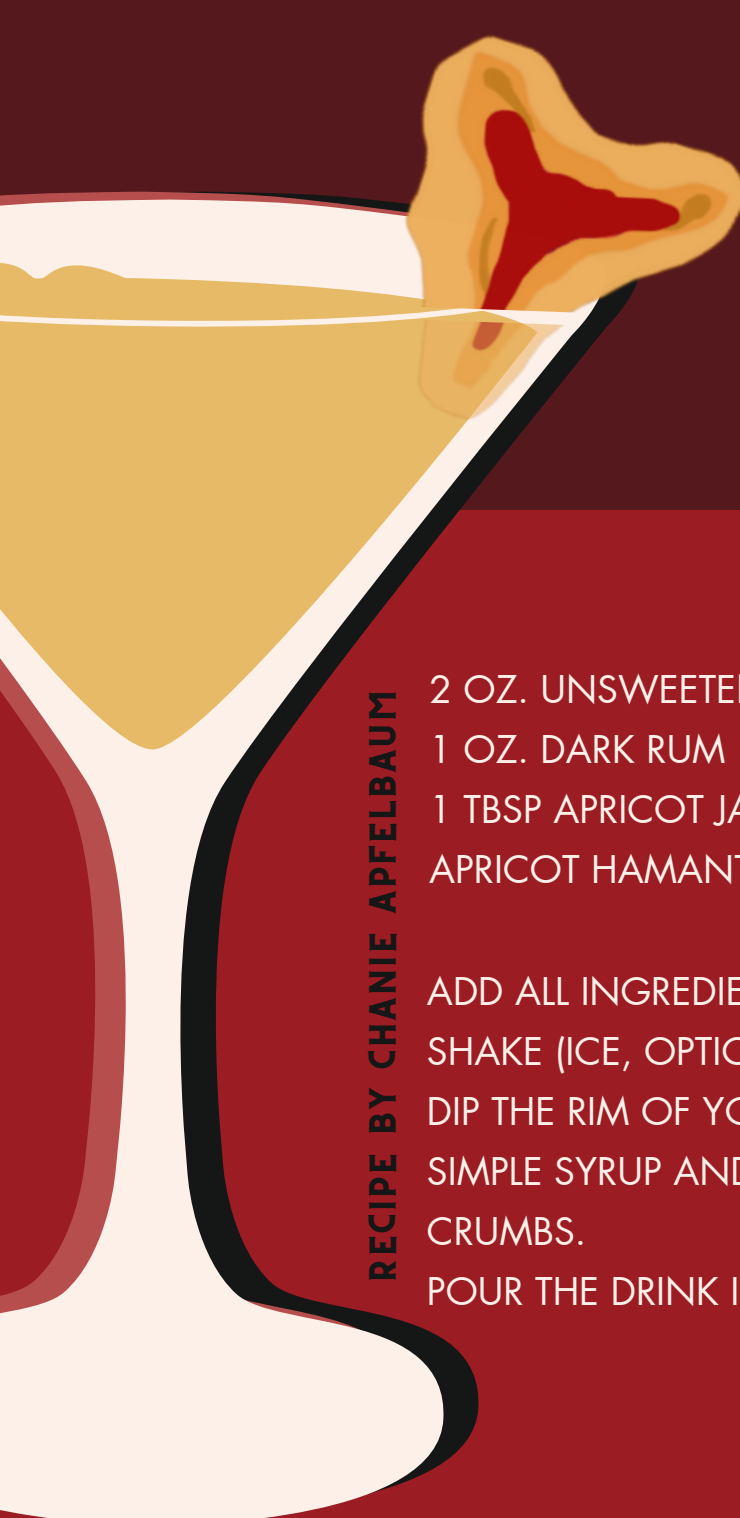 2 OZ. UNSWEETE
1 OZ. DARK RUM
1 TBSP APRICOT JA
APRICOT HAMANT
ADD ALL INGREDIE
SHAKE (ICE, OPTIO
DIP THE RIM OF YO
SIMPLE SYRUP AND
CRUMBS.
POUR THE DRINK I
RECIPE BY CHANIE APFELBAUM